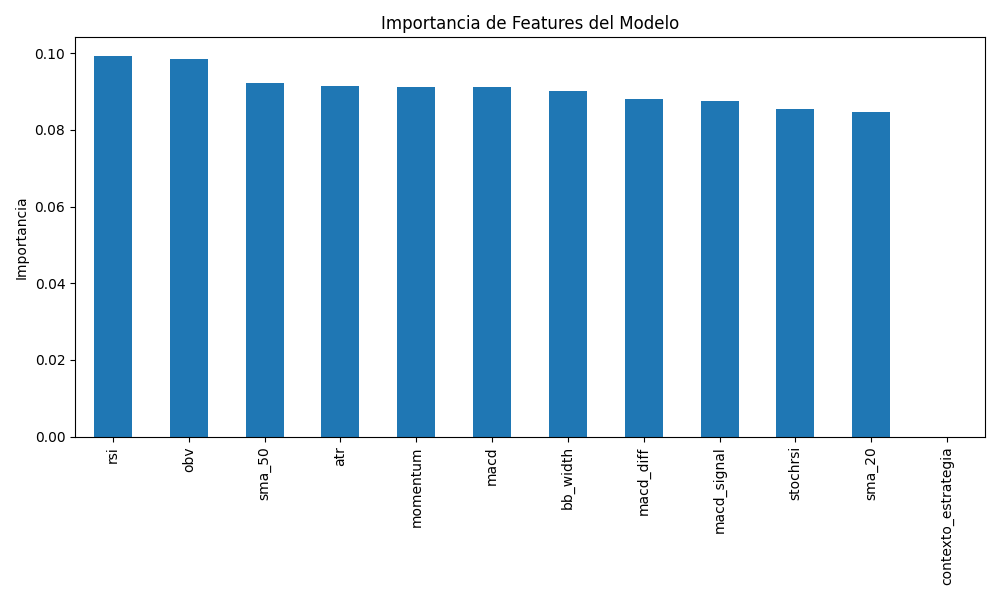 Importancia de Features del Modelo
Importancia
0.10
0.08
0.06
0.04
0.02
0.00
rsi
obv
sma_50
atr
momentum
macd
bb_width
macd_diff
macd_signal
stochrsi
sma_20
contexto_estrategia